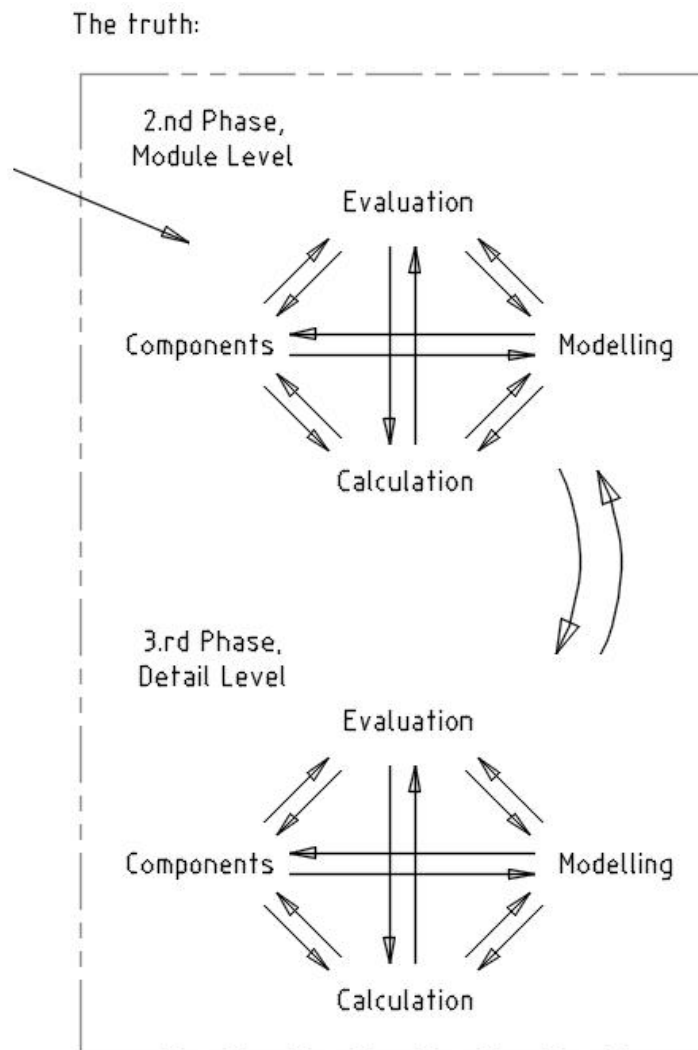 The truth:
2.nd Phase,
Module Level
Evaluation
Components
Modelling
Calculation
3.rd Phase,
Detail Level
Evaluation
Components
Modelling
Calculation